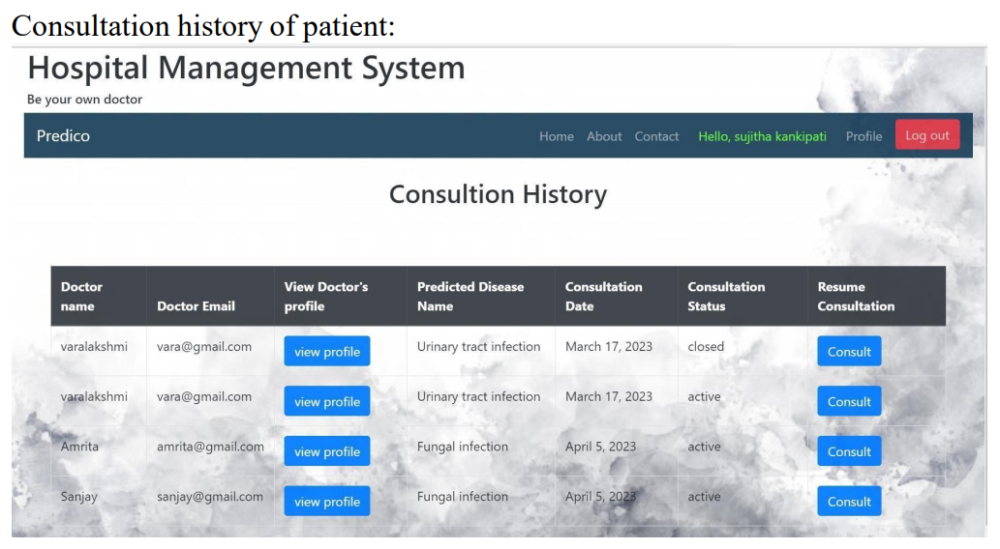 Consultation history of patient:
Hospital Management System
Be your own doctor
Predico Home About Contact Hello, sujitha kankipati Profile Log out
Consultion History
Doctor name Doctor Email View Doctor's profile Predicted Disease Name Consultation Date Consultation Status Resume Consultation
varalakshmi vara@gmail.com view profile Urinary tract infection March 17, 2023 closed Consult
varalakshmi vara@gmail.com view profile Urinary tract infection March 17, 2023 active Consult
Amrita amrita@gmail.com view profile Fungal infection April 5, 2023 active Consult
Sanjay sanjay@gmail.com view profile Fungal infection April 5, 2023 active Consult